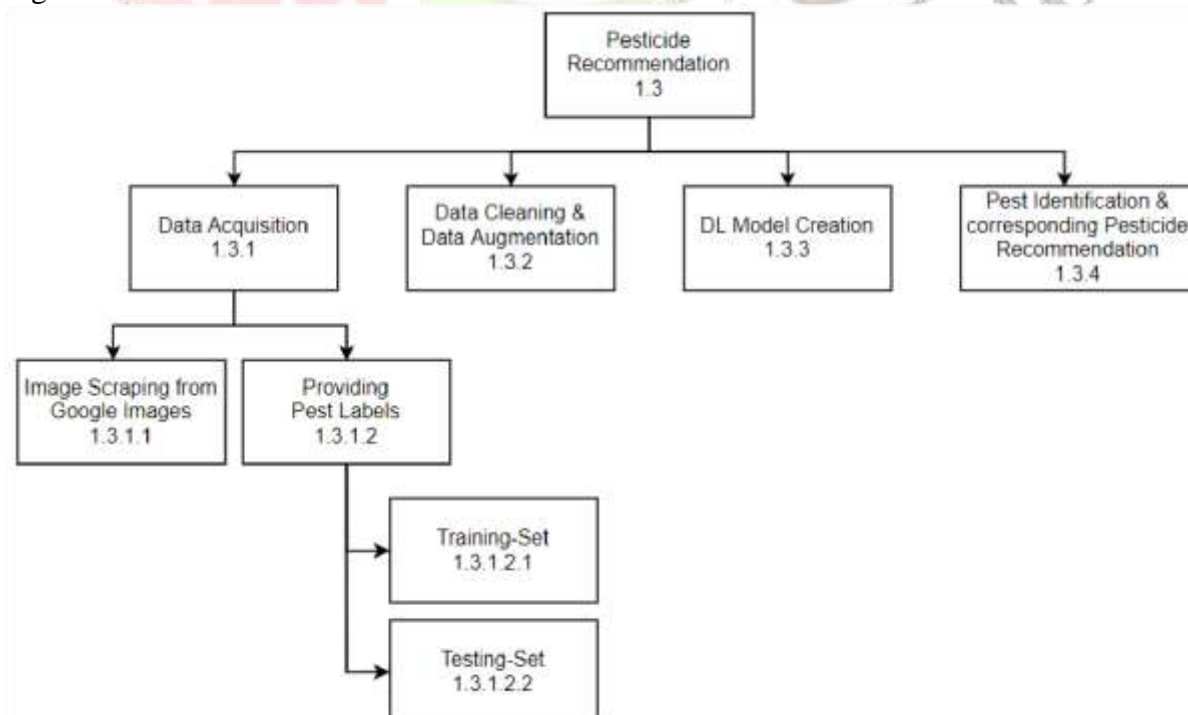 Pesticide
Recommendation
1.3
Data Acquisition
1.3.1
Data Cleaning &
Data Augmentation
1.3.2
DL Model Creation
1.3.3
Pest Identification &
corresponding Pesticide
Recommendation
1.3.4
Image Scraping from
Google Images
1.3.1.1
Providing
Pest Labels
1.3.1.2
Training-Set
1.3.1.2.1
Testing-Set
1.3.1.2.2